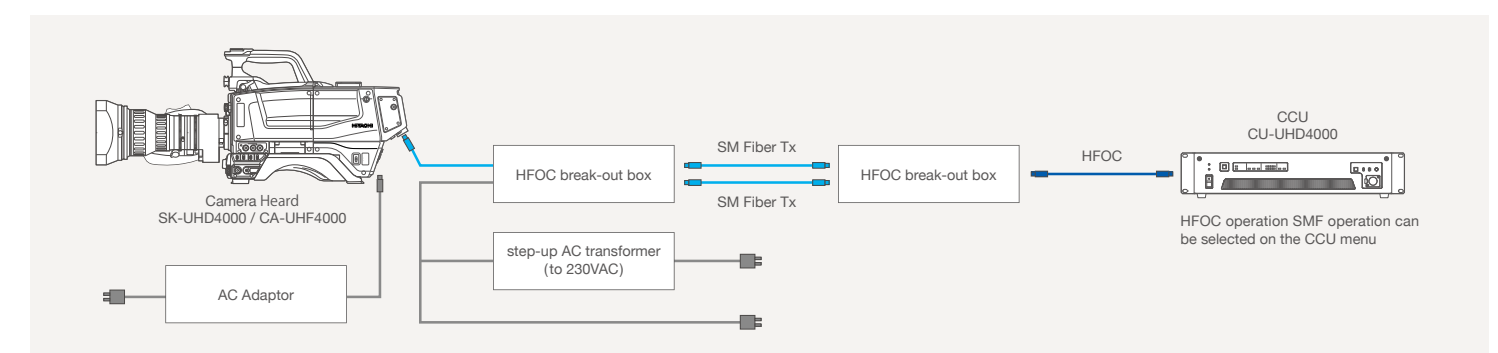 HITACHI
Camera Heard
SK-UHD4000 / CA-UHF4000
AC Adaptor
HFOC break-out box
SM Fiber Tx
SM Fiber Tx
step-up AC transformer
(to 230VAC)
HFOC break-out box
HFOC
CCU
CU-UHD4000
HFOC operation SMF operation can
be selected on the CCU menu